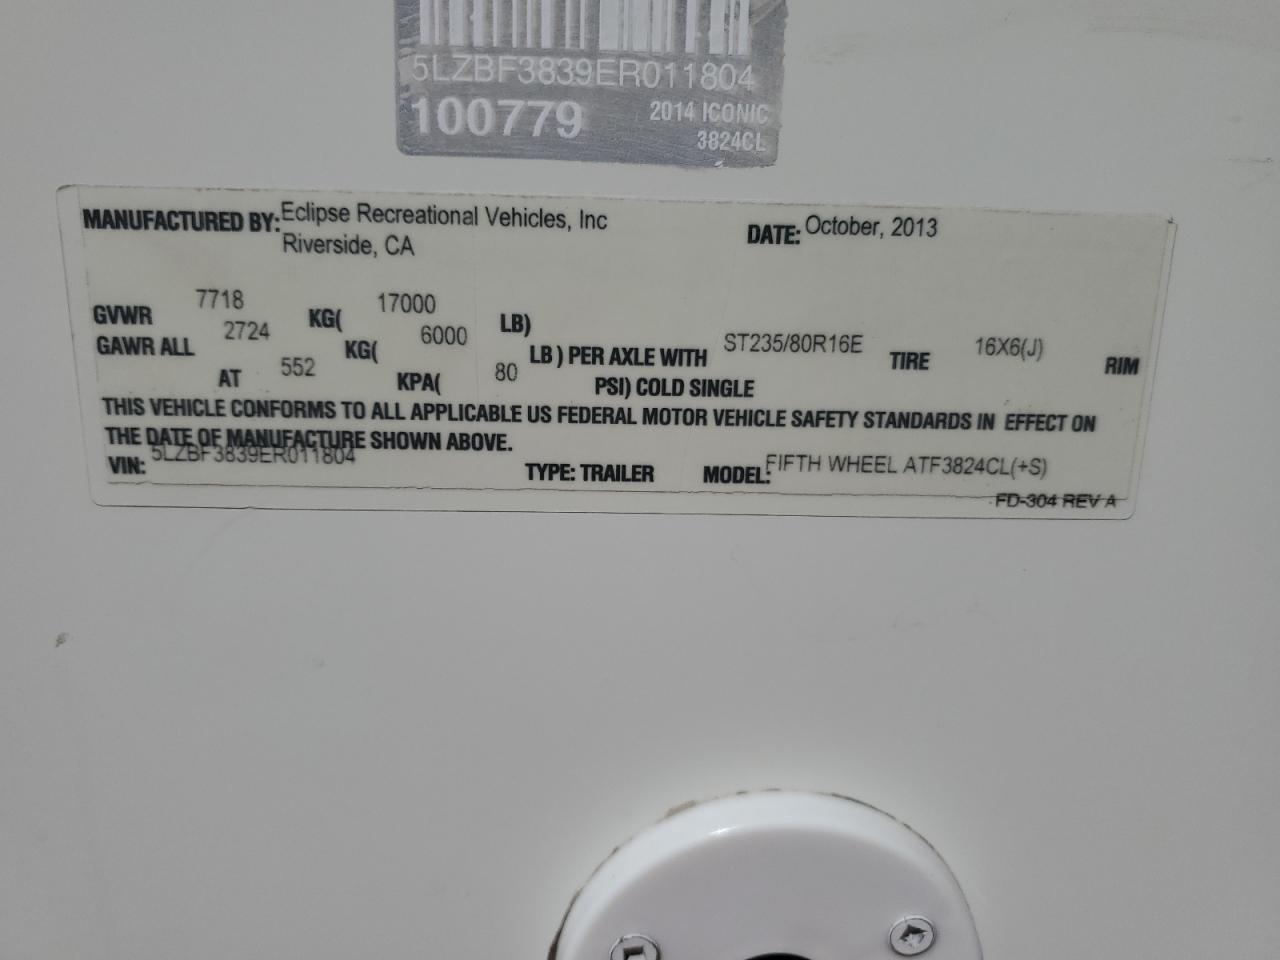 5LZBF3839ER011804
100779 2014 ICONIC
3824CL
MANUFACTURED BY: Eclipse Recreational Vehicles, Inc DATE: October, 2013
Riverside, CA
GVWR 7718 KG( 17000 LB)
GAWR ALL 2724 KG( 6000 LB ) PER AXLE WITH ST235/80R16E TIRE 16X6(J) RIM
AT 552 KPA( 80 PSI) COLD SINGLE
THIS VEHICLE CONFORMS TO ALL APPLICABLE US FEDERAL MOTOR VEHICLE SAFETY STANDARDS IN EFFECT ON
THE DATE OF MANUFACTURE SHOWN ABOVE.
VIN: 5LZBF3839ER011804 TYPE: TRAILER MODEL: FIFTH WHEEL ATF3824CL(+S)
FD-304 REV A